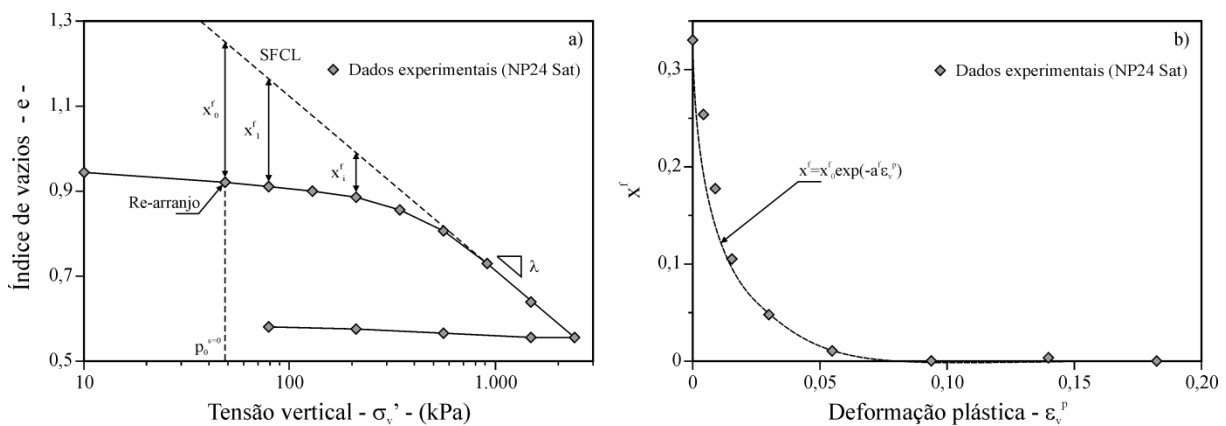 a)
1,3
1,1
0,9
0,7
0,5
Índice de vazios - e -
SFCL
Dados experimentais (NP24 Sat)
x^f_0
x^f_1
x^f_i
Re-arranjo
λ
p_0^{s=0}
10
100
1.000
Tensão vertical - σ_v' - (kPa)
b)
0,3
0,2
0,1
0
x^f
Dados experimentais (NP24 Sat)
x^f=x^f_0exp(-a^fε_v^p)
0
0,05
0,10
0,15
0,20
Deformação plástica - ε_v^p